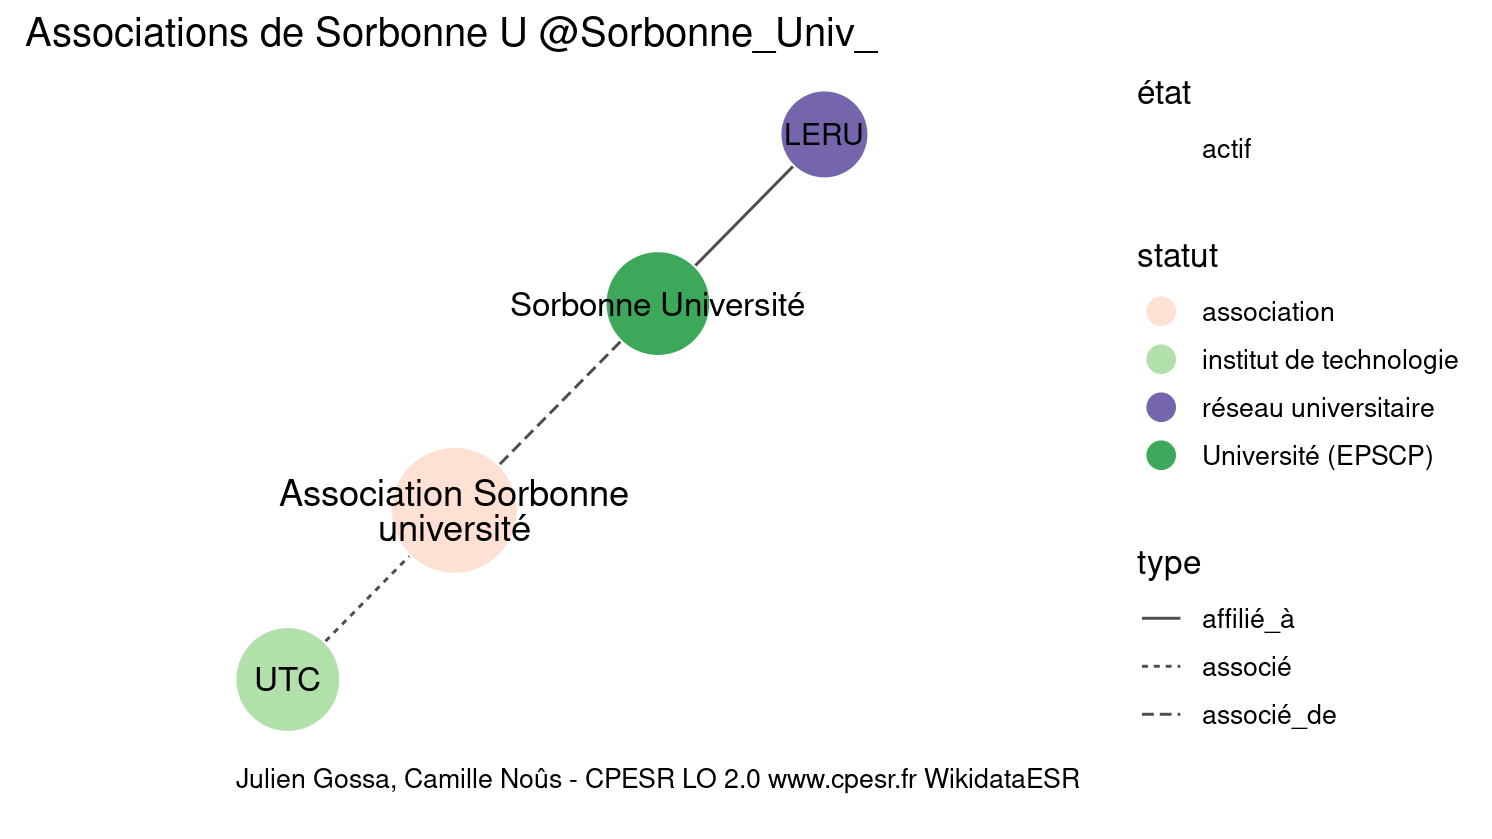 Associations de Sorbonne U @Sorbonne_Univ_
LERU
Sorbonne Université
Association Sorbonne
université
UTC
état
actif
statut
association
institut de technologie
réseau universitaire
Université (EPSCP)
type
affilié_à
associé
associé_de
Julien Gossa, Camille Noûs - CPESR LO 2.0 www.cpesr.fr WikidataESR